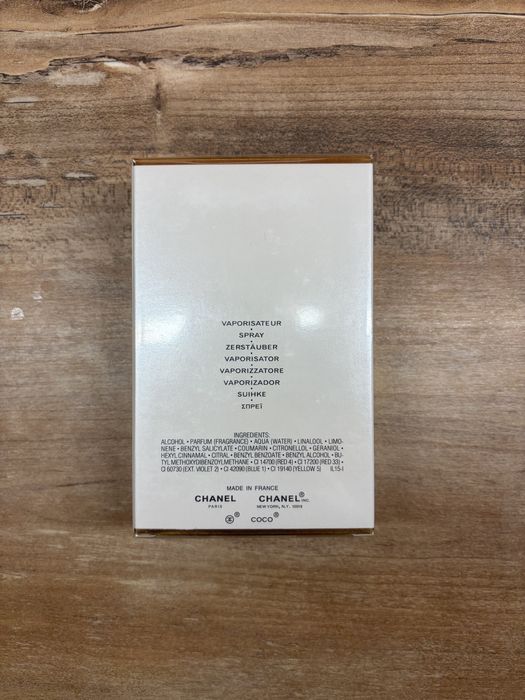 VAPORISATEUR
•
SPRAY
•
ZERSTÄUBER
•
VAPORISATOR
•
VAPORIZZATORE
•
VAPORIZADOR
•
SUIHKE
•
ΣΠΡΕΪ
INGREDIENTS:
ALCOHOL • PARFUM (FRAGRANCE) • AQUA (WATER) • LINALOOL • LIMO-
NENE • BENZYL SALICYLATE • COUMARIN • CITRONELLOL • GERANIOL •
HEXYL CINNAMAL • CITRAL • BENZYL BENZOATE • BENZYL ALCOHOL • BU-
TYL METHOXYDIBENZOYLMETHANE • CI 14700 (RED 4) • CI 17200 (RED 33) •
CI 60730 (EXT. VIOLET 2) • CI 42090 (BLUE 1) • CI 19140 (YELLOW 5) IL15-I
MADE IN FRANCE
CHANEL CHANEL® INC.
PARIS NEW YORK, N.Y. 10019
® COCO®